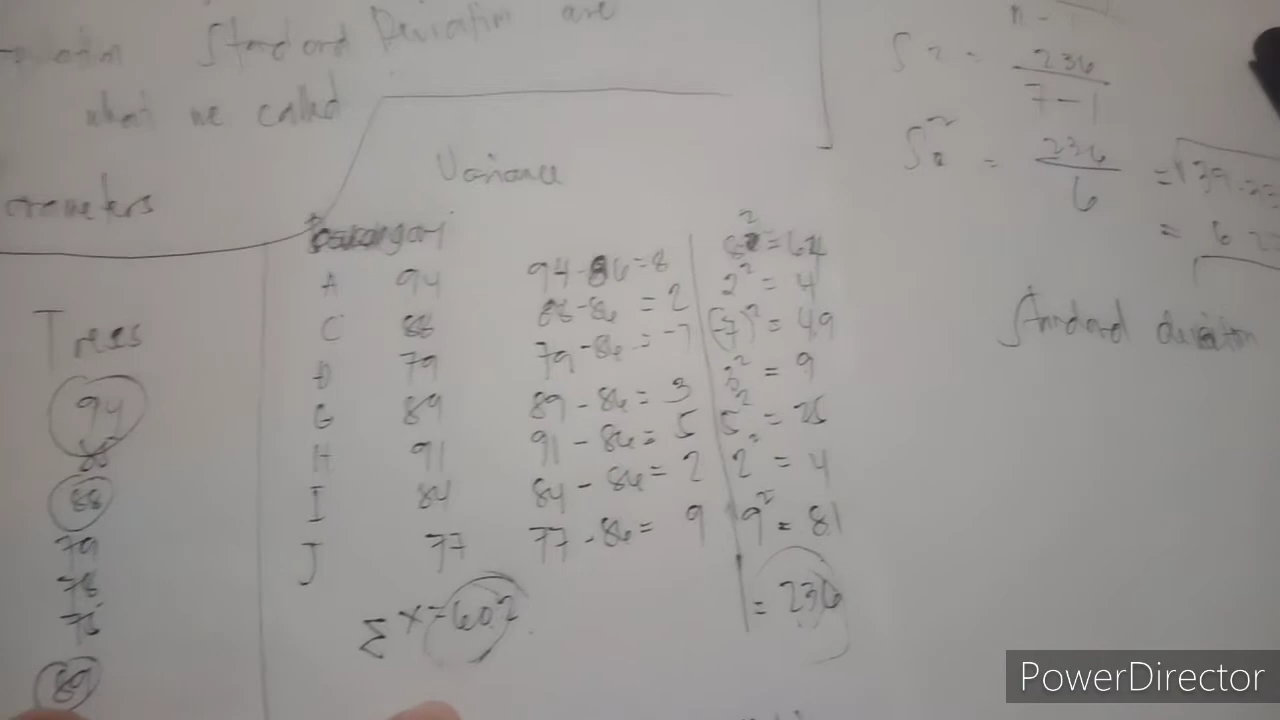 Standard Deviation are
what we called
Variance
A 94 94-86=8 8²=64
C 88 88-86 = 2 2² = 4
D 79 79-86 = -7 (-7)² = 49
G 89 89-86= 3 3² = 9
H 91 91-86= 5 5² = 25
I 84 84-86= 2 2² = 4
J 77 77-86= 9 9² = 81
Σ x=602
= 236
Trees
94
88
79
78
89
n -
S² = 236
7-1
S² = 236
6
Standard deviation
PowerDirector